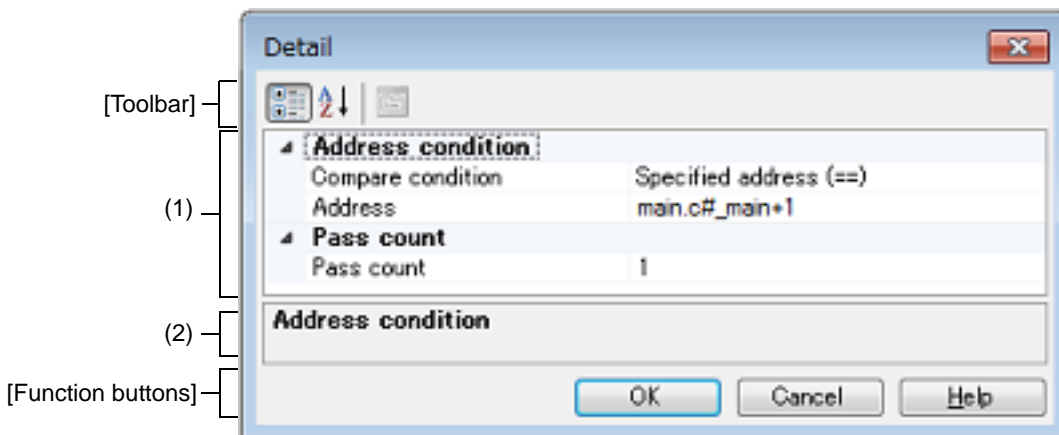 Detail
[Toolbar]
Address condition
Compare condition Specified address (==)
(1)
Address main.c#_main+1
Pass count
Pass count 1
(2)
Address condition
[Function buttons]
OK Cancel Help